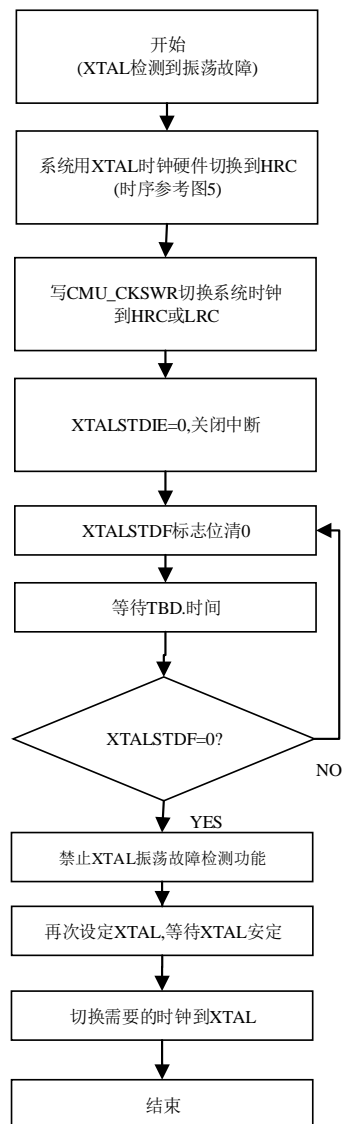 开始
(XTAL检测到振荡故障)
系统用XTAL时钟硬件切换到HRC
(时序参考图5)
写CMU_CKSWR切换系统时钟
到HRC或LRC
XTALSTDIE=0,关闭中断
XTALSTDF标志位清0
等待TBD.时间
XTALSTDF=0?
NO
YES
禁止XTAL振荡故障检测功能
再次设定XTAL,等待XTAL安定
切换需要的时钟到XTAL
结束